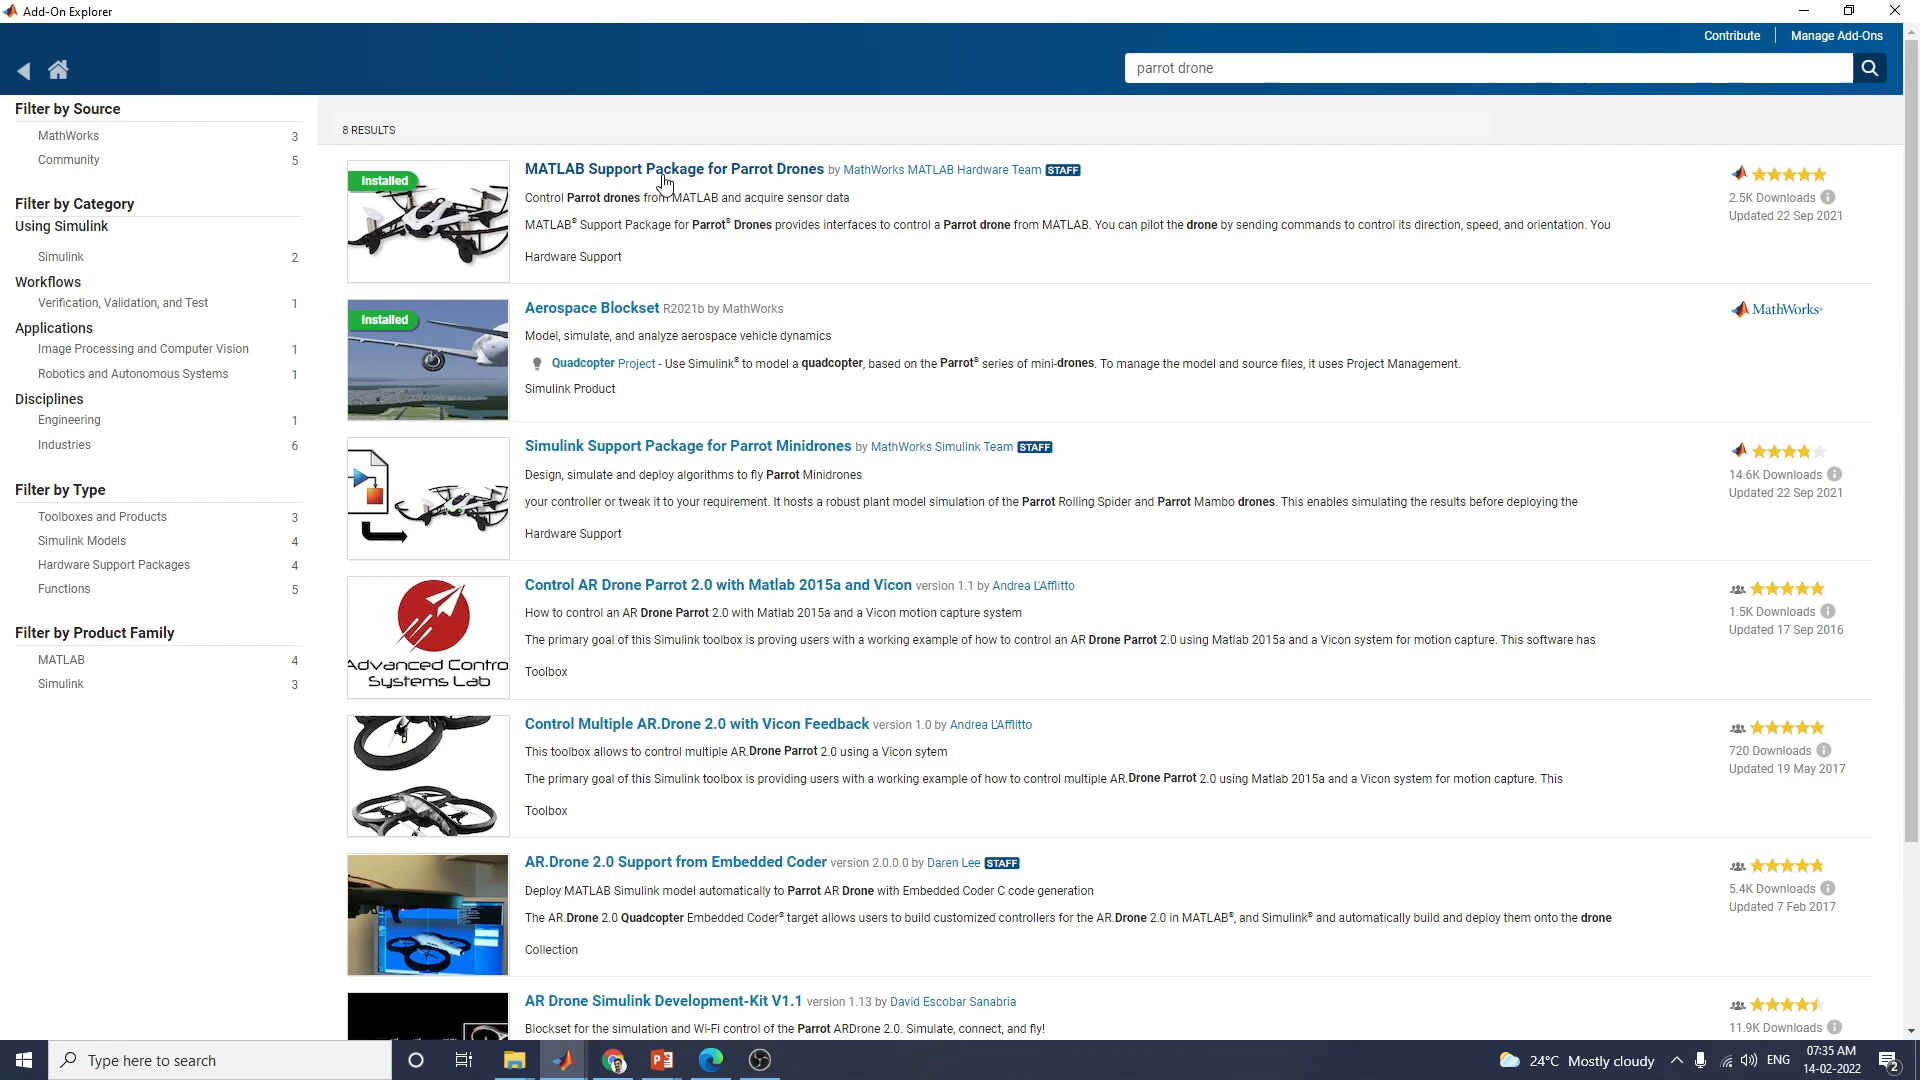 Add-On Explorer
Contribute
Manage Add-Ons
parrot drone
Filter by Source
MathWorks 3
Community 5
Filter by Category
Using Simulink
Simulink 2
Workflows
Verification, Validation, and Test 1
Applications
Image Processing and Computer Vision 1
Robotics and Autonomous Systems 1
Disciplines
Engineering 1
Industries 6
Filter by Type
Toolboxes and Products 3
Simulink Models 4
Hardware Support Packages 4
Functions 5
Filter by Product Family
MATLAB 4
Simulink 3
8 RESULTS
Installed
MATLAB Support Package for Parrot Drones by MathWorks MATLAB Hardware Team STAFF
Control Parrot drones from MATLAB and acquire sensor data
MATLAB® Support Package for Parrot® Drones provides interfaces to control a Parrot drone from MATLAB. You can pilot the drone by sending commands to control its direction, speed, and orientation. You
Hardware Support
2.5K Downloads
Updated 22 Sep 2021
Installed
Aerospace Blockset R2021b by MathWorks
Model, simulate, and analyze aerospace vehicle dynamics
Quadcopter Project - Use Simulink® to model a quadcopter, based on the Parrot® series of mini-drones. To manage the model and source files, it uses Project Management.
Simulink Product
MathWorks®
Simulink Support Package for Parrot Minidrones by MathWorks Simulink Team STAFF
Design, simulate and deploy algorithms to fly Parrot Minidrones
your controller or tweak it to your requirement. It hosts a robust plant model simulation of the Parrot Rolling Spider and Parrot Mambo drones. This enables simulating the results before deploying the
Hardware Support
14.6K Downloads
Updated 22 Sep 2021
Advanced Control
Systems Lab
Control AR Drone Parrot 2.0 with Matlab 2015a and Vicon version 1.1 by Andrea L'Afflitto
How to control an AR Drone Parrot 2.0 with Matlab 2015a and a Vicon motion capture system
The primary goal of this Simulink toolbox is proving users with a working example of how to control an AR Drone Parrot 2.0 using Matlab 2015a and a Vicon system for motion capture. This software has
Toolbox
1.5K Downloads
Updated 17 Sep 2016
Control Multiple AR.Drone 2.0 with Vicon Feedback version 1.0 by Andrea L'Afflitto
This toolbox allows to control multiple AR.Drone Parrot 2.0 using a Vicon sytem
The primary goal of this Simulink toolbox is providing users with a working example of how to control multiple AR.Drone Parrot 2.0 using Matlab 2015a and a Vicon system for motion capture. This
Toolbox
720 Downloads
Updated 19 May 2017
AR.Drone 2.0 Support from Embedded Coder version 2.0.0.0 by Daren Lee STAFF
Deploy MATLAB Simulink model automatically to Parrot AR Drone with Embedded Coder C code generation
The AR.Drone 2.0 Quadcopter Embedded Coder® target allows users to build customized controllers for the AR.Drone 2.0 in MATLAB®, and Simulink® and automatically build and deploy them onto the drone
Collection
5.4K Downloads
Updated 7 Feb 2017
AR Drone Simulink Development-Kit V1.1 version 1.13 by David Escobar Sanabria
Blockset for the simulation and Wi-Fi control of the Parrot ARDrone 2.0. Simulate, connect, and fly!
11.9K Downloads
Type here to search
24°C Mostly cloudy
ENG
07:35 AM
14-02-2022
2